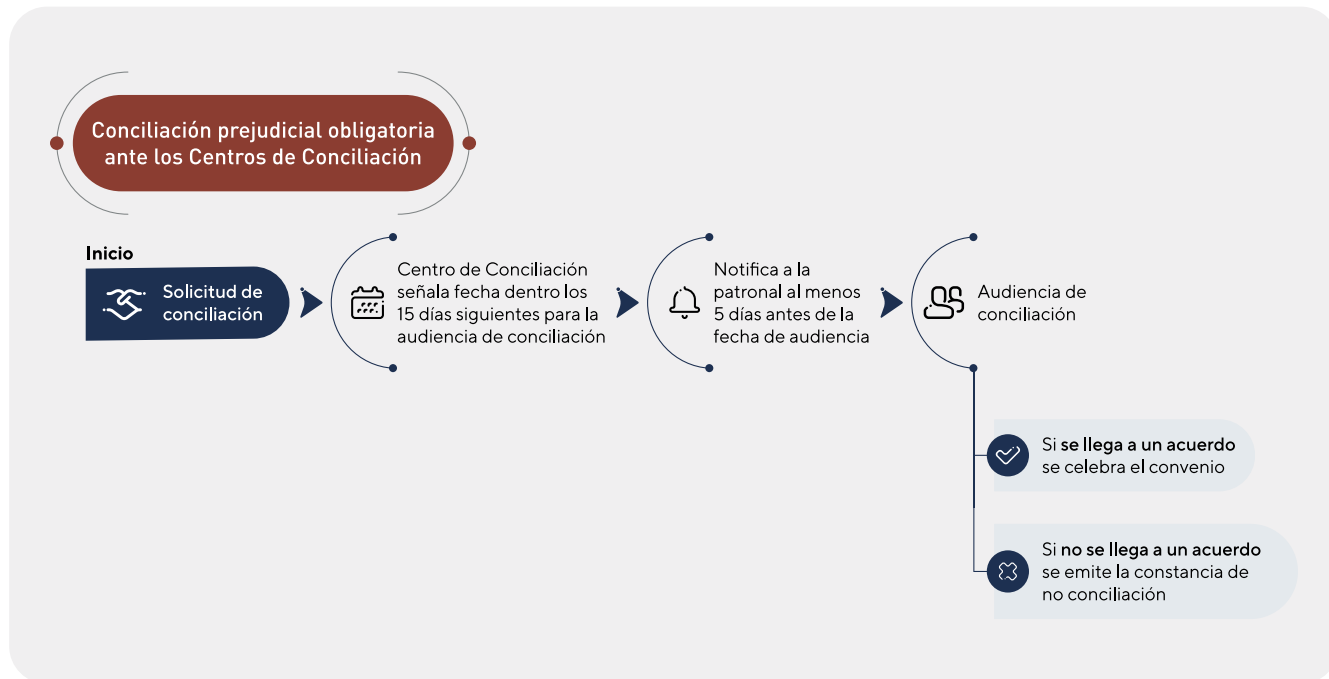 Conciliación prejudicial obligatoria
ante los Centros de Conciliación
Inicio
Solicitud de
conciliación
Centro de Conciliación
señala fecha dentro los
15 días siguientes para la
audiencia de conciliación
Notifica a la
patronal al menos
5 días antes de la
fecha de audiencia
Audiencia de
conciliación
Si se llega a un acuerdo
se celebra el convenio
Si no se llega a un acuerdo
se emite la constancia de
no conciliación